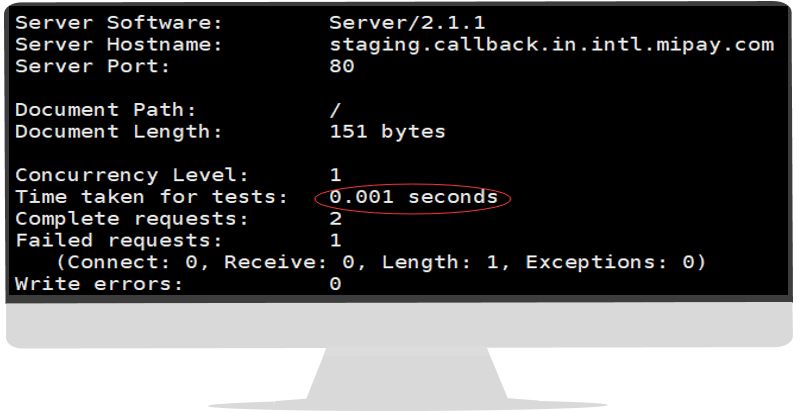 Server Software: Server/2.1.1
Server Hostname: staging.callback.in.intl.mipay.com
Server Port: 80
Document Path: /
Document Length: 151 bytes
Concurrency Level: 1
Time taken for tests: 0.001 seconds
Complete requests: 2
Failed requests: 1
(Connect: 0, Receive: 0, Length: 1, Exceptions: 0)
Write errors: 0